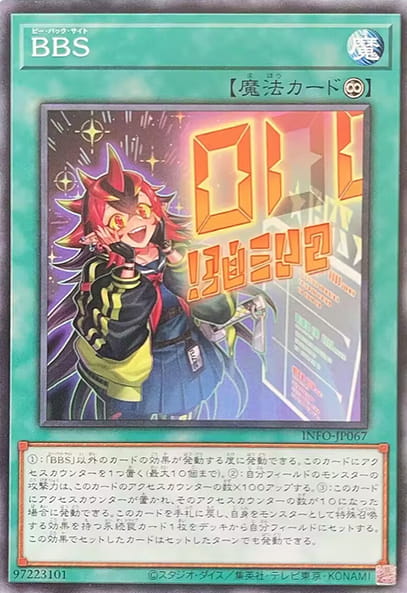 ビー・バック・サイト
BBS
魔
【魔法カード】
INFO-JP067
①：「BBS」以外のカードの効果が発動する度に発動できる。このカードにア
クセスカウンターを1つ置く(最大10個まで)。②：自分フィールドのモンスターの
攻撃力は、このカードのアクセスカウンターの数×100アップする。③：このカード
にアクセスカウンターが置かれ、そのアクセスカウンターの数が10になった
場合に発動できる。このカードを手札に戻し、自身をモンスターとして特殊召喚
する効果を持つ永続罠カード1枚をデッキから自分フィールドにセットする。
この効果でセットしたカードはセットしたターンでも発動できる。
97223101
©スタジオ・ダイス／集英社・テレビ東京・KONAMI